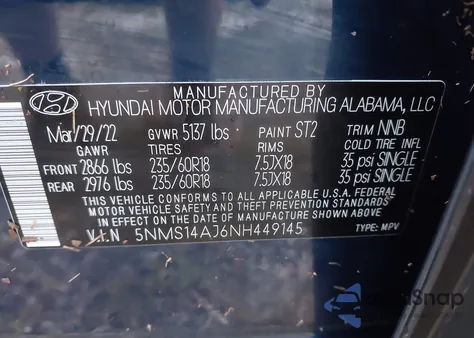 MANUFACTURED BY
HYUNDAI MOTOR MANUFACTURING ALABAMA, LLC
Mar/29/22 GVWR 5137 lbs PAINT ST2 TRIM NNB
GAWR TIRES RIMS COLD TIRE INFL
FRONT 2866 lbs 235/60R18 7.5JX18 35 psi SINGLE
REAR 2976 lbs 235/60R18 7.5JX18 35 psi SINGLE
THIS VEHICLE CONFORMS TO ALL APPLICABLE U.S.A. FEDERAL
MOTOR VEHICLE SAFETY AND THEFT PREVENTION STANDARDS
IN EFFECT ON THE DATE OF MANUFACTURE SHOWN ABOVE.
V.I.N 5NMS14AJ6NH449145 TYPE: MPV